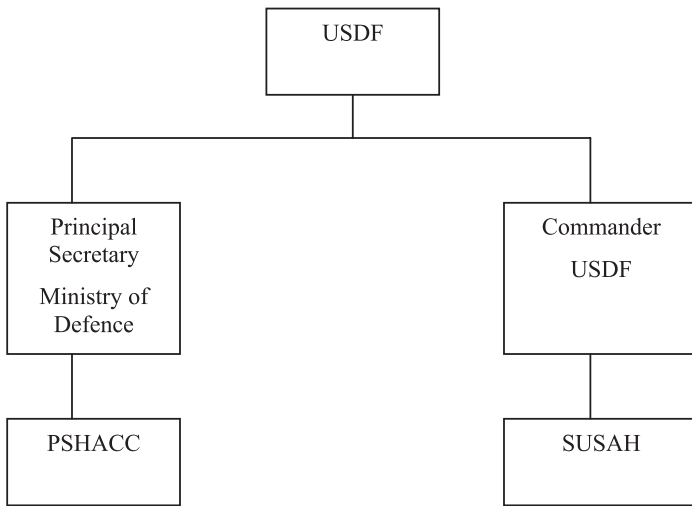 USDF
Principal
Secretary
Ministry of
Defence
Commander
USDF
PSHACC
SUSAH